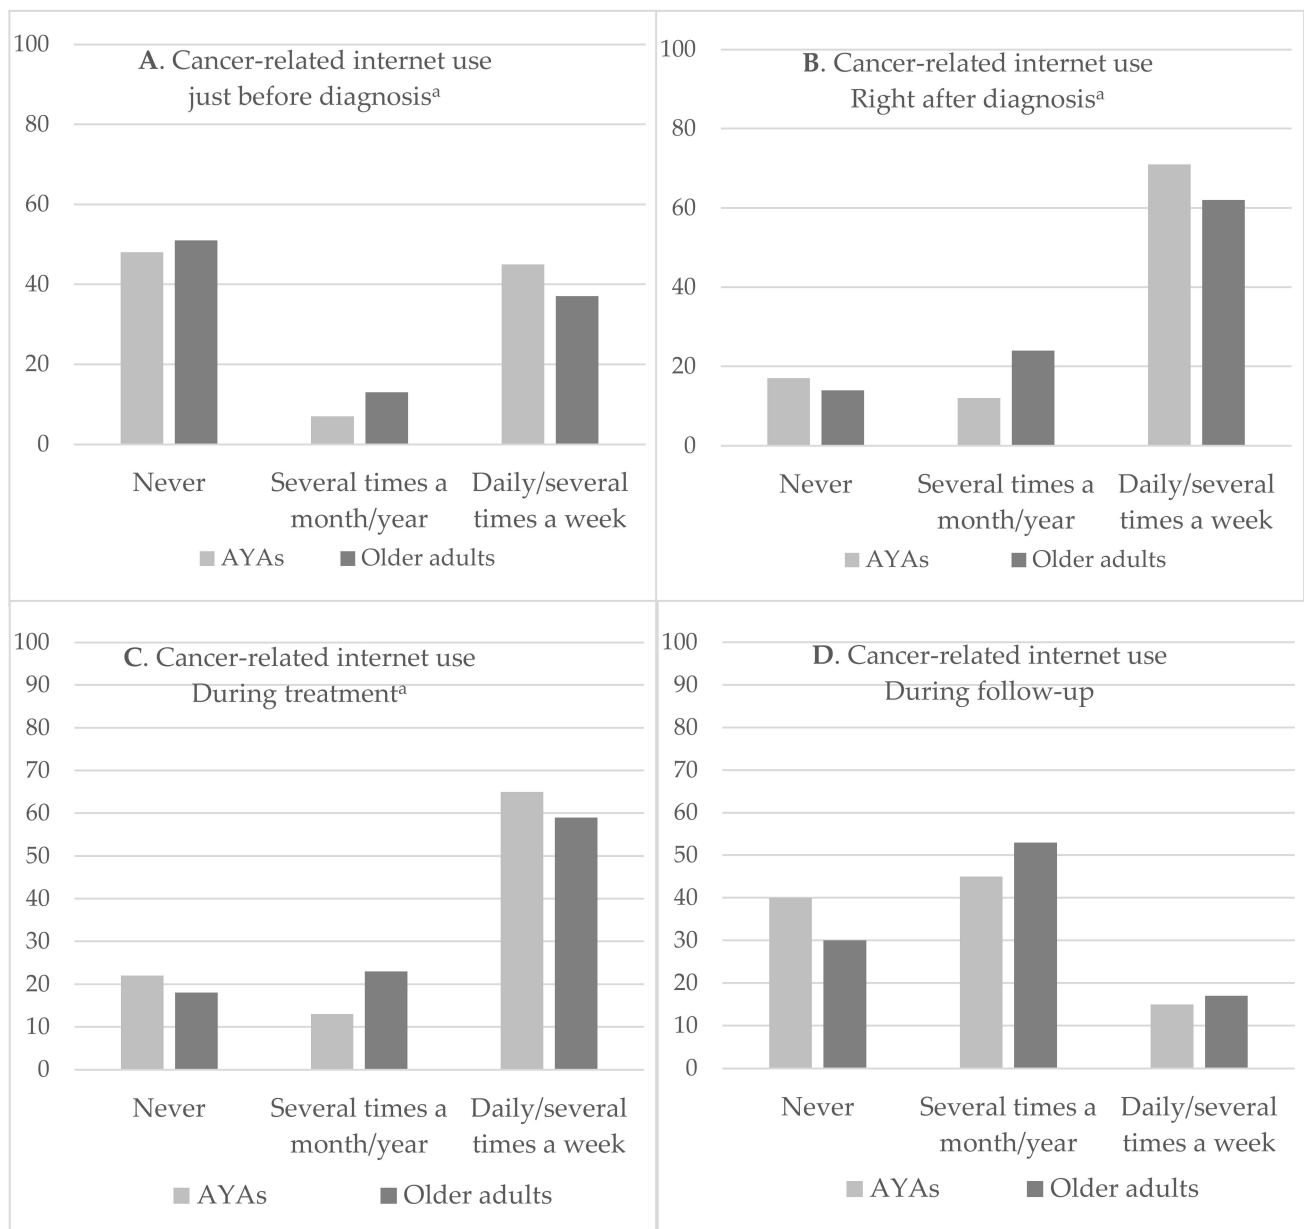 A. Cancer-related internet use
just before diagnosisᵃ
100
80
60
40
20
0
Never
Several times a
month/year
Daily/several
times a week
AYAs
Older adults
B. Cancer-related internet use
Right after diagnosisᵃ
100
80
60
40
20
0
Never
Several times a
month/year
Daily/several
times a week
AYAs
Older adults
C. Cancer-related internet use
During treatmentᵃ
100
90
80
70
60
50
40
30
20
10
0
Never
Several times a
month/year
Daily/several
times a week
AYAs
Older adults
D. Cancer-related internet use
During follow-up
100
90
80
70
60
50
40
30
20
10
0
Never
Several times a
month/year
Daily/several
times a week
AYAs
Older adults